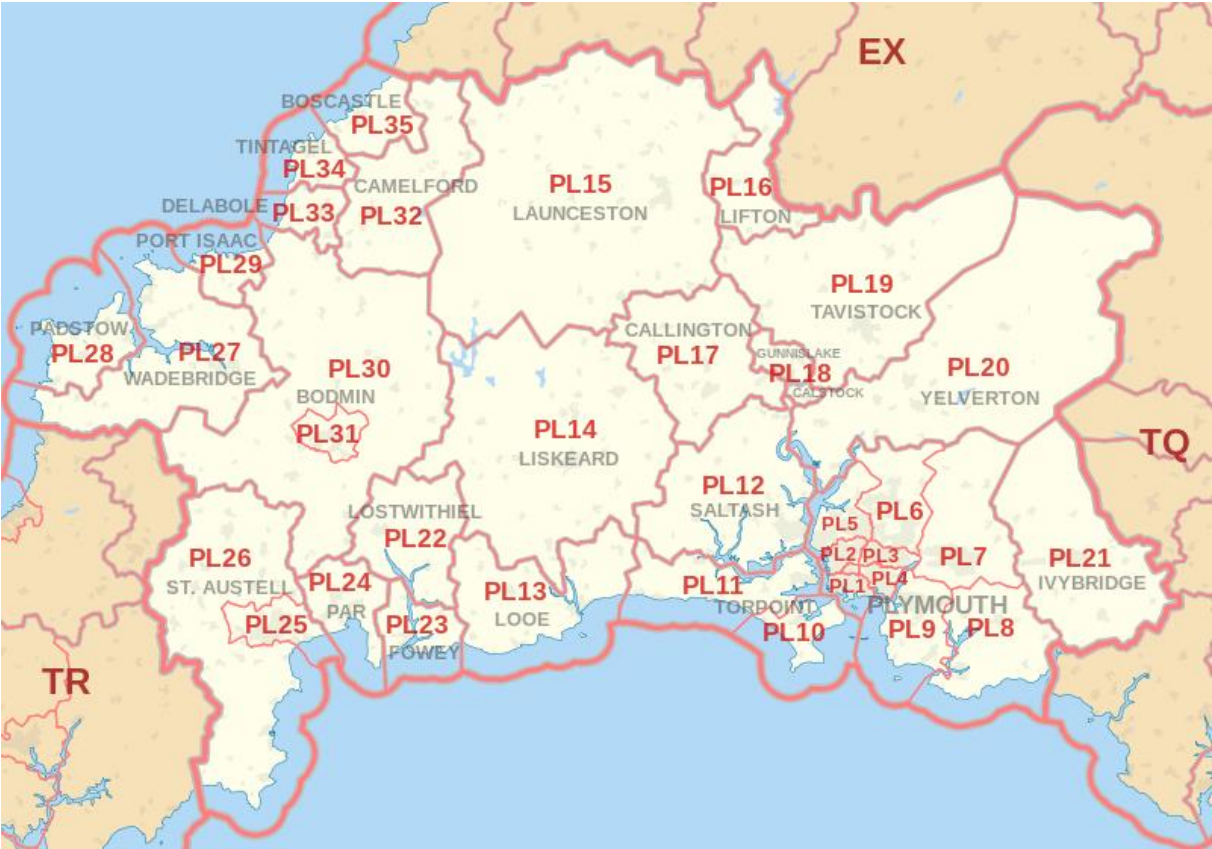 EX
BOSCASTLE
PL35
TINTAGEL
PL34
CAMELFORD
PL15
PL16
DELABOLE
PL33
PL32
LAUNCESTON
LIFTON
PORT ISAAC
PL29
PL19
TAVISTOCK
PADSTOW
PL28
PL27
WADEBRIDGE
CALLINGTON
PL17
GUNNISLAKE
PL18
CALSTOCK
PL30
BODMIN
PL31
PL20
YELVERTON
PL14
LISKEARD
TQ
PL12
SALTASH
LOSTWITHIEL
PL22
PL5
PL6
PL26
ST. AUSTELL
PL2
PL3
PL7
PL21
IVYBRIDGE
PL24
PAR
PL13
LOOE
PL11
TORPOINT
PL1
PL4
PLYMOUTH
PL25
PL23
FOWEY
PL10
PL9
PL8
TR